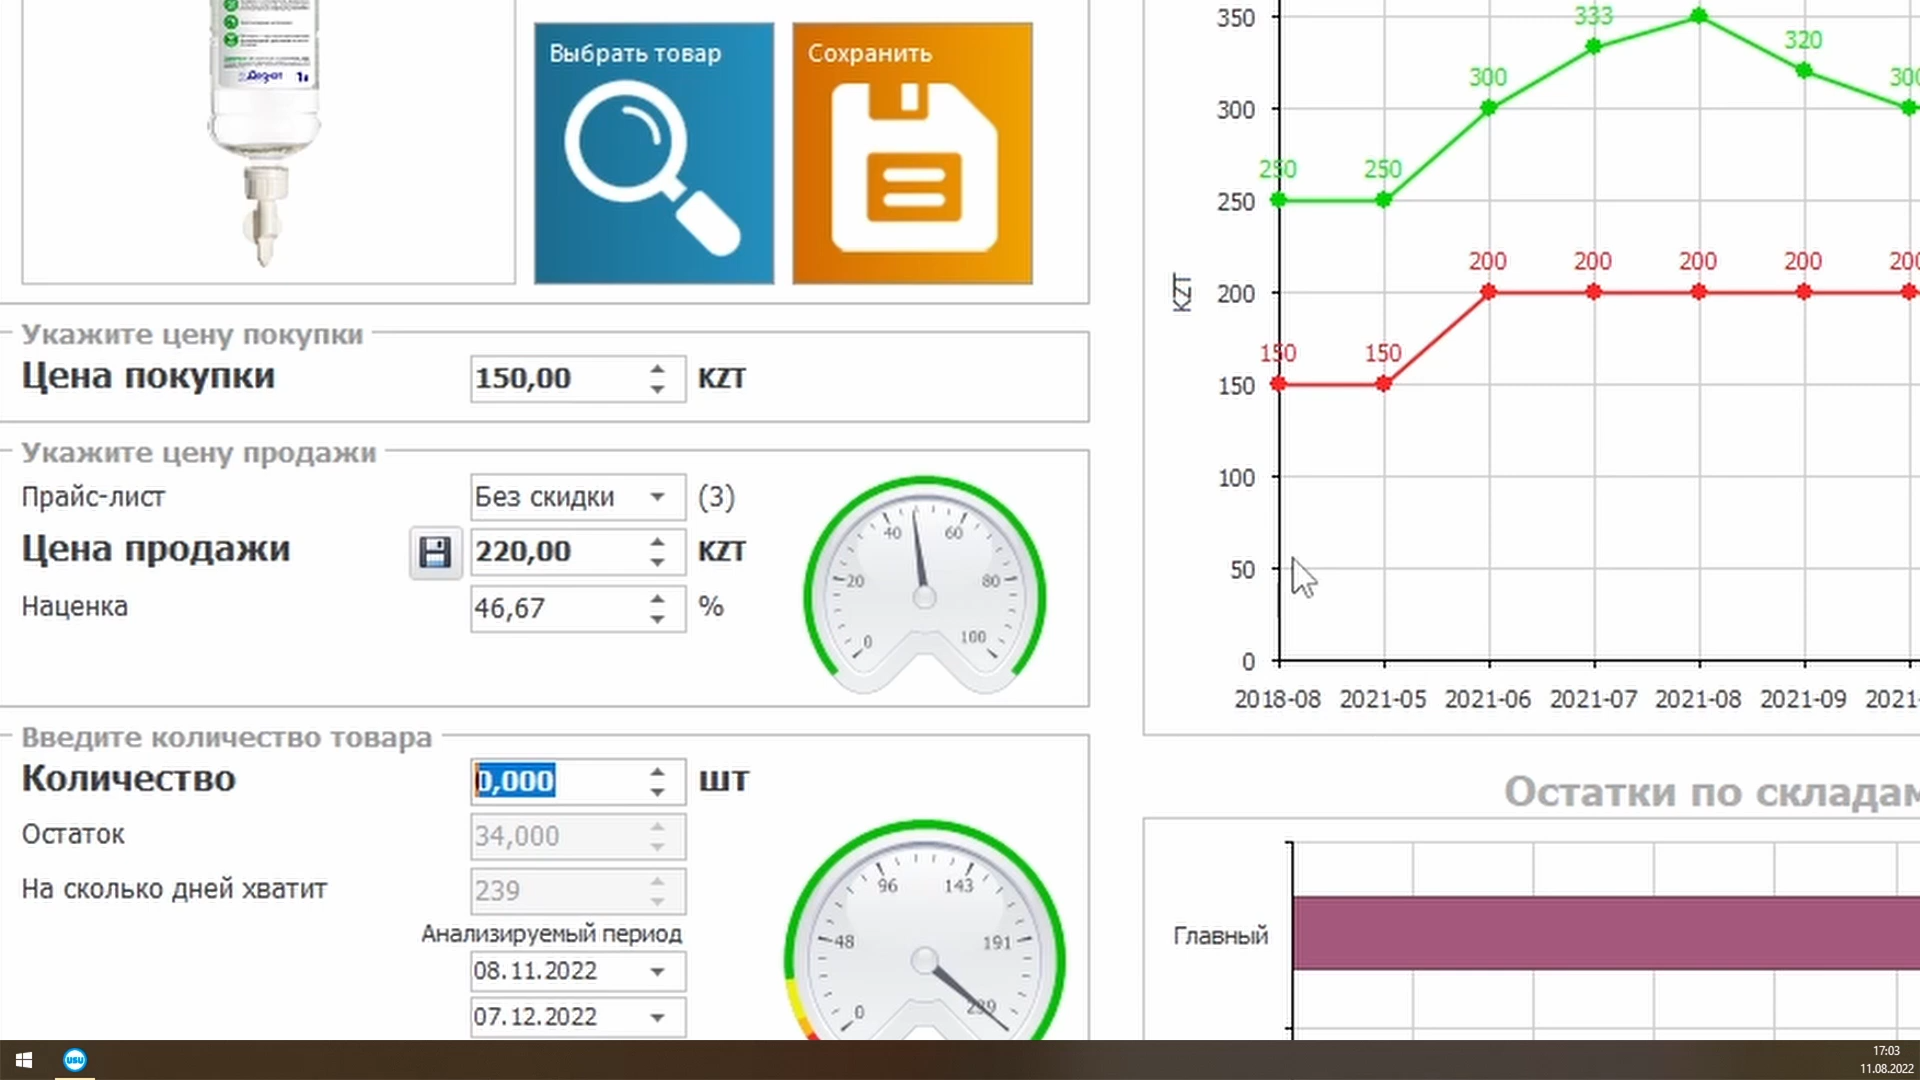 1л
Выбрать товар
Сохранить
Укажите цену покупки
Цена покупки 150,00 KZT
Укажите цену продажи
Прайс-лист Без скидки (3)
Цена продажи 220,00 KZT
Наценка 46,67 %
0 20 40 60 80 100
Введите количество товара
Количество 0,000 шт
Остаток 34,000
На сколько дней хватит 239
Анализируемый период
08.11.2022
07.12.2022
0 48 96 143 191 239
350
300
250
200
150
100
50
0
KZT
250 250 300 333 320 300
150 150 200 200 200 200 200
2018-08 2021-05 2021-06 2021-07 2021-08 2021-09 2021-
Остатки по складам
Главный
USU
17:03
11.08.2022